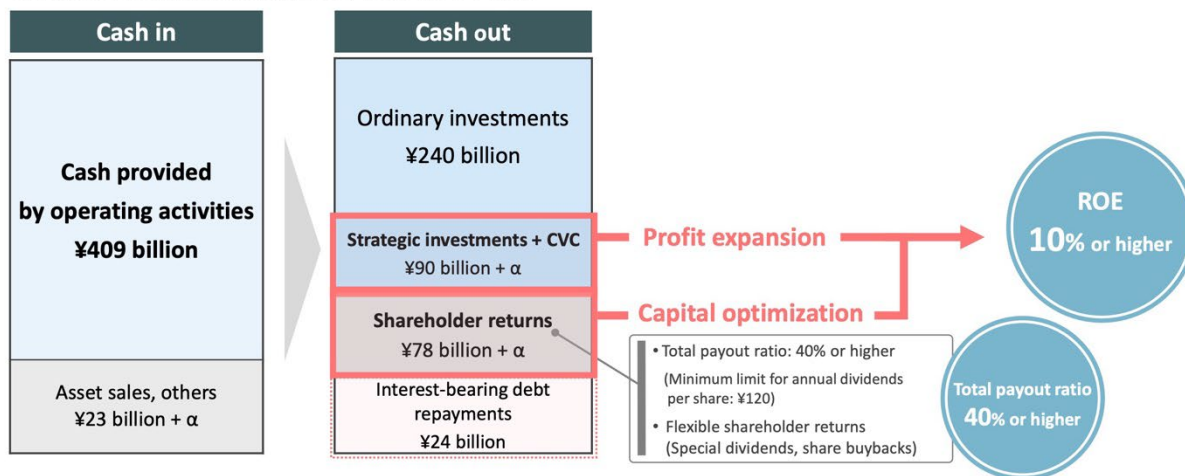 Cash in
Cash provided
by operating activities
¥409 billion
Asset sales, others
¥23 billion + α
Cash out
Ordinary investments
¥240 billion
Strategic investments + CVC
¥90 billion + α
Shareholder returns
¥78 billion + α
Interest-bearing debt
repayments
¥24 billion
Profit expansion
Capital optimization
• Total payout ratio: 40% or higher
(Minimum limit for annual dividends
per share: ¥120)
• Flexible shareholder returns
(Special dividends, share buybacks)
ROE
10% or higher
Total payout ratio
40% or higher